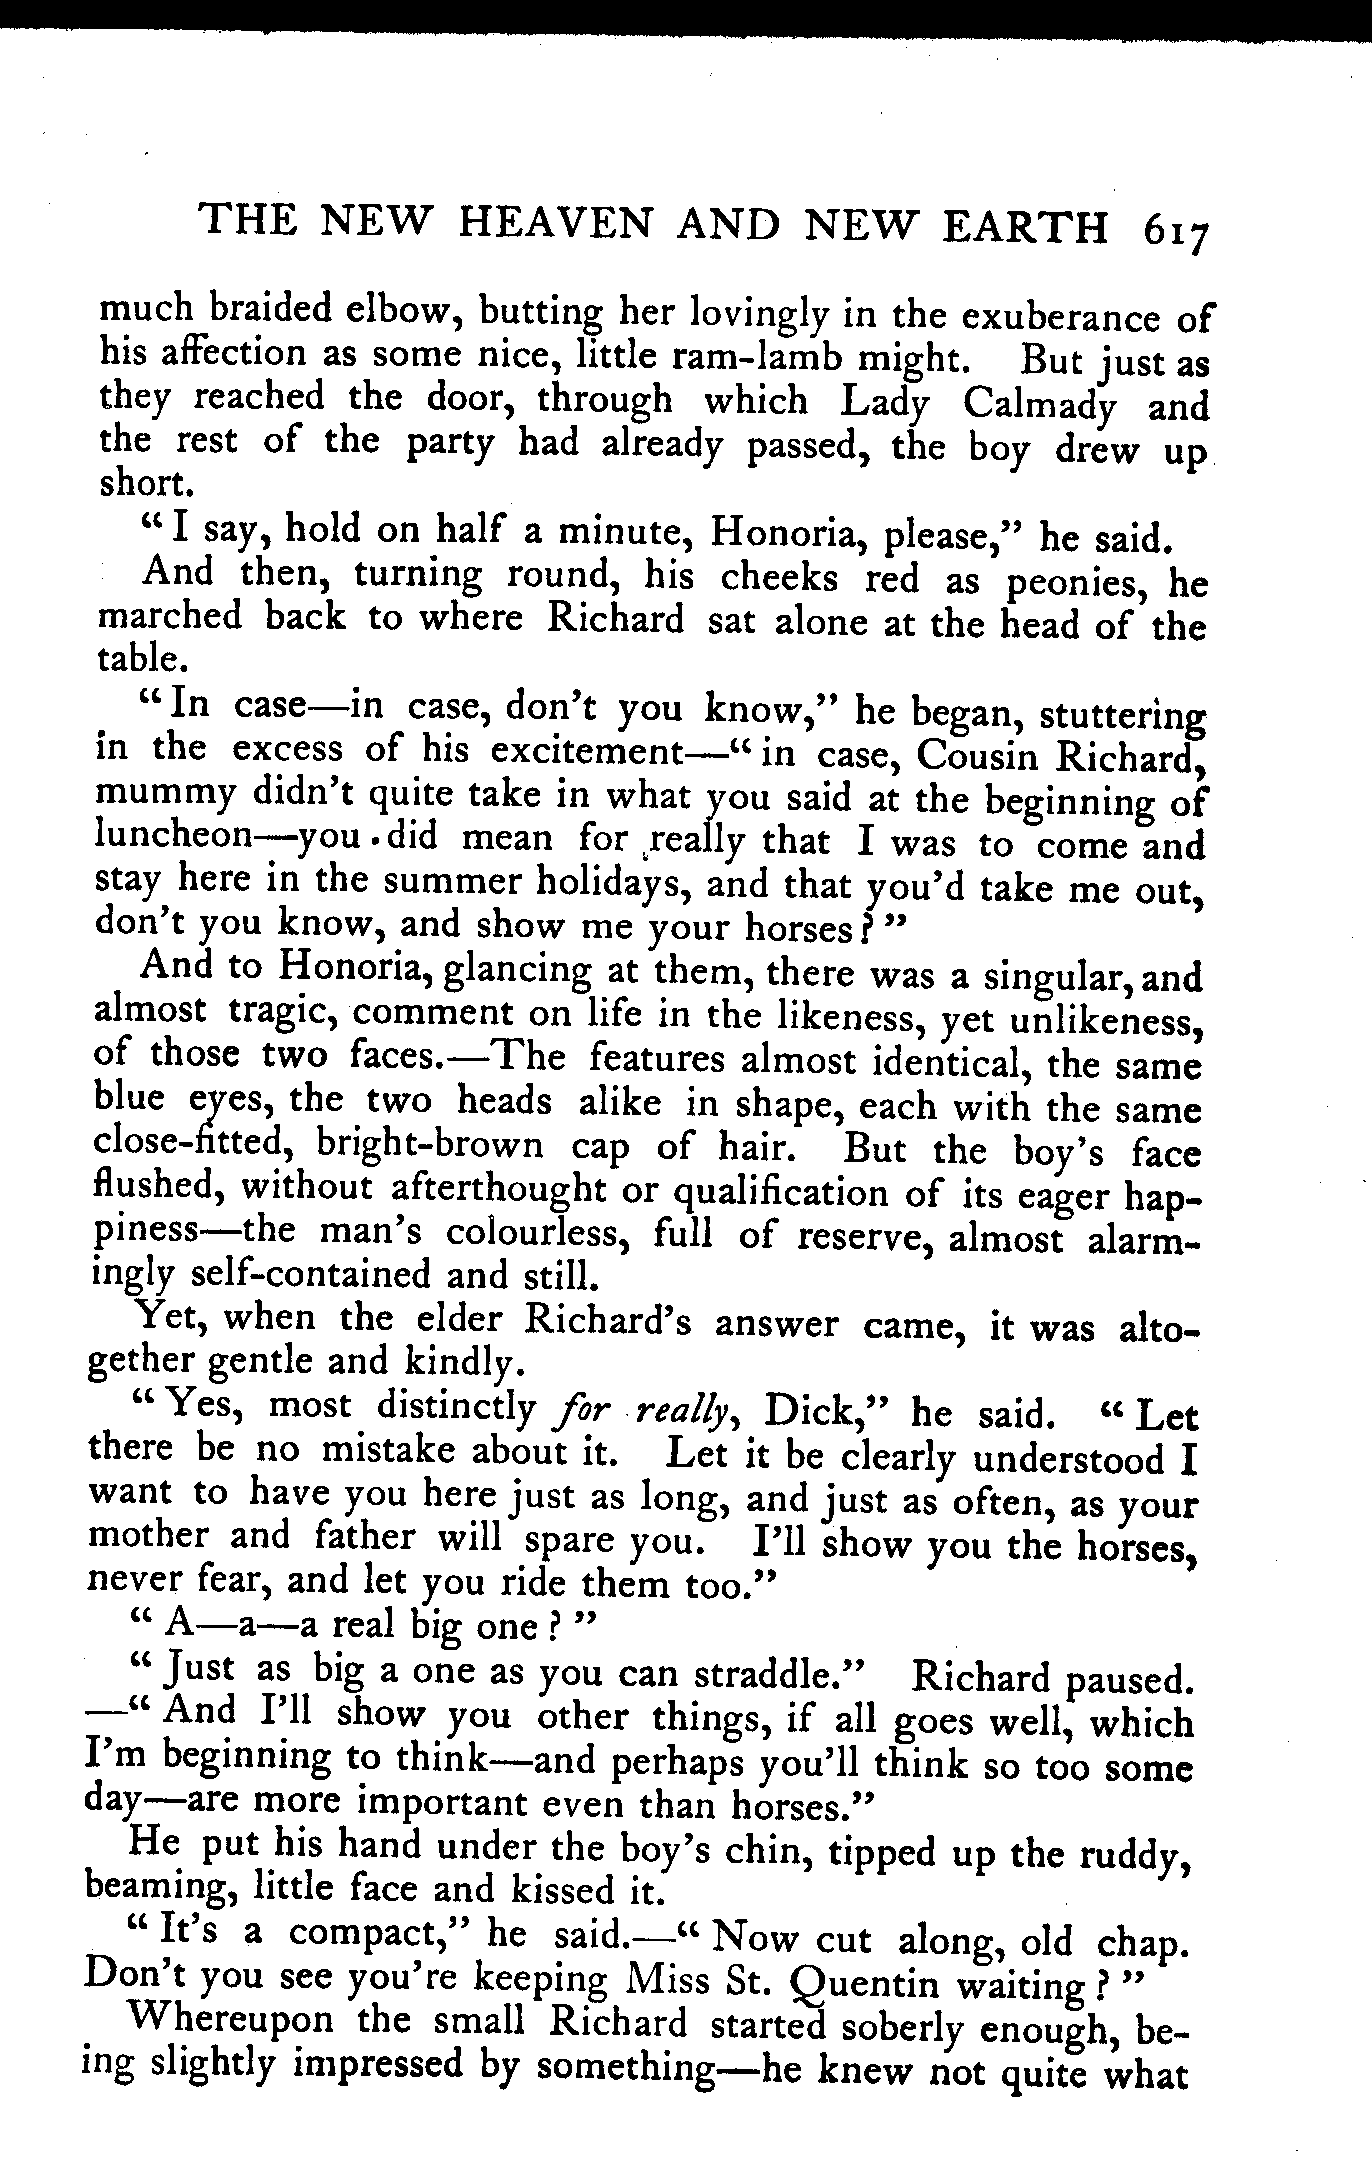 THE NEW HEAVEN AND NEW EARTH 617
much braided elbow, butting her lovingly in the exuberance of
his affection as some nice, little ram-lamb might. But just as
they reached the door, through which Lady Calmady and
the rest of the party had already passed, the boy drew up
short.
“I say, hold on half a minute, Honoria, please,” he said.
And then, turning round, his cheeks red as peonies, he
marched back to where Richard sat alone at the head of the
table.
“In case—in case, don’t you know,” he began, stuttering
in the excess of his excitement—“in case, Cousin Richard,
mummy didn’t quite take in what you said at the beginning of
luncheon—you did mean for really that I was to come and
stay here in the summer holidays, and that you’d take me out,
don’t you know, and show me your horses?”
And to Honoria, glancing at them, there was a singular, and
almost tragic, comment on life in the likeness, yet unlikeness,
of those two faces.—The features almost identical, the same
blue eyes, the two heads alike in shape, each with the same
close-fitted, bright-brown cap of hair. But the boy’s face
flushed, without afterthought or qualification of its eager hap-
piness—the man’s colourless, full of reserve, almost alarm-
ingly self-contained and still.
Yet, when the elder Richard’s answer came, it was alto-
gether gentle and kindly.
“Yes, most distinctly for really, Dick,” he said. “Let
there be no mistake about it. Let it be clearly understood I
want to have you here just as long, and just as often, as your
mother and father will spare you. I’ll show you the horses,
never fear, and let you ride them too.”
“A—a—a real big one?”
“Just as big a one as you can straddle.” Richard paused.
—“And I’ll show you other things, if all goes well, which
I’m beginning to think—and perhaps you’ll think so too some
day—are more important even than horses.”
He put his hand under the boy’s chin, tipped up the ruddy,
beaming, little face and kissed it.
“It’s a compact,” he said.—“Now cut along, old chap.
Don’t you see you’re keeping Miss St. Quentin waiting?”
Whereupon the small Richard started soberly enough, be-
ing slightly impressed by something—he knew not quite what